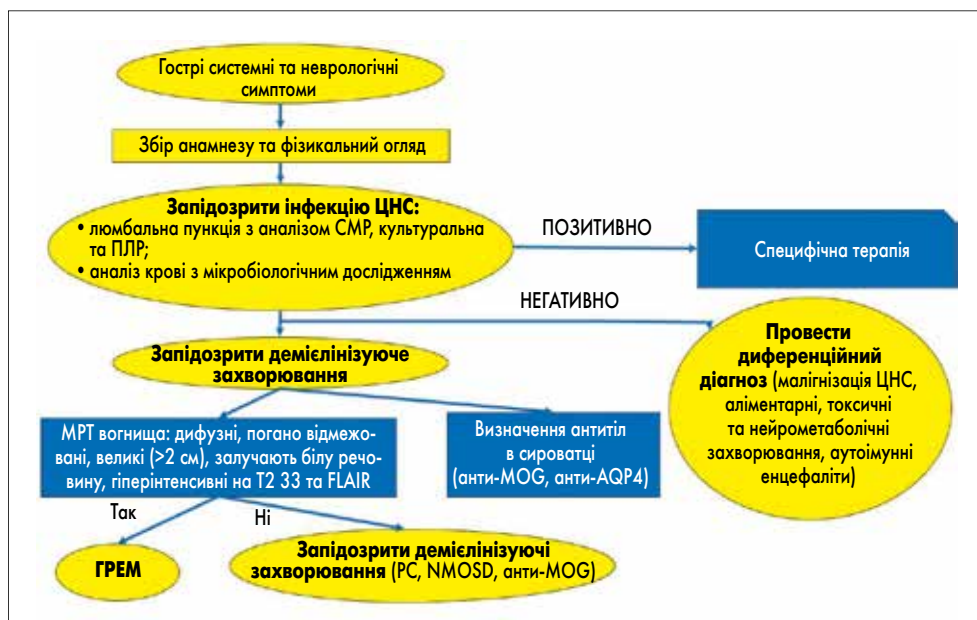 Гострі системні та неврологічні
симптоми
Збір анамнезу та фізикальний огляд
Запідозрити інфекцію ЦНС:
• люмбальна пункція з аналізом СМР, культуральна
та ПЛР;
• аналіз крові з мікробіологічним дослідженням
ПОЗИТИВНО
Специфічна терапія
НЕГАТИВНО
Провести
диференційний
діагноз (малігнізація ЦНС,
аліментарні, токсичні
та нейрометаболічні
захворювання, аутоімунні
енцефаліти)
Запідозрити демієлінізуюче
захворювання
МРТ вогнища: дифузні, погано відмежо-
вані, великі (>2 см), залучають білу речо-
вину, гіперінтенсивні на Т2 33 та FLAIR
Визначення антитіл
в сироватці
(анти-MOG, анти-AQP4)
Так
Ні
ГРЕМ
Запідозрити демієлінізуючі
захворювання (РС, NMOSD, анти-MOG)